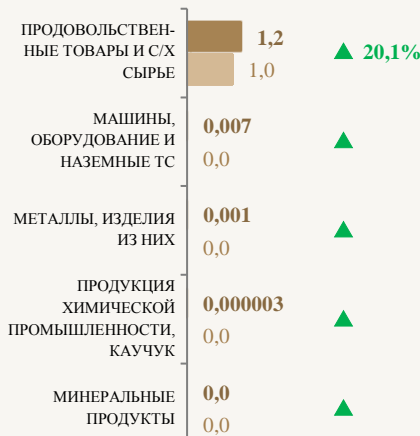 ПРОДОВОЛЬСТВЕН-
НЫЕ ТОВАРЫ И С/Х
СЫРЬЕ
1,2
1,0
20,1%
МАШИНЫ,
ОБОРУДОВАНИЕ И
НАЗЕМНЫЕ ТС
0,007
0,0
МЕТАЛЛЫ, ИЗДЕЛИЯ
ИЗ НИХ
0,001
0,0
ПРОДУКЦИЯ
ХИМИЧЕСКОЙ
ПРОМЫШЛЕННОСТИ,
КАУЧУК
0,000003
0,0
МИНЕРАЛЬНЫЕ
ПРОДУКТЫ
0,0
0,0